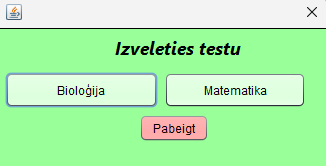 Izveleties testu
Bioloģija Matematika
Pabeigt